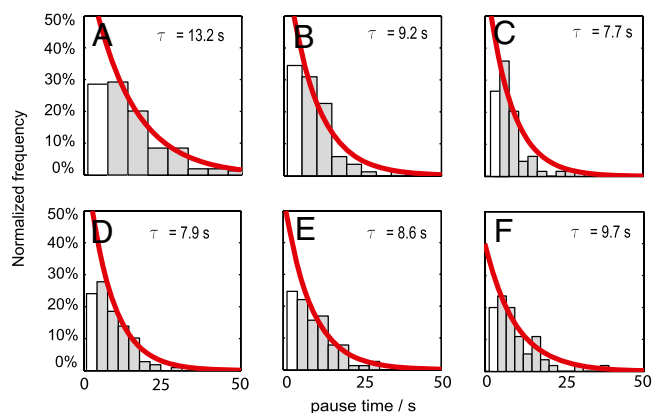 50%
40%
30%
20%
10%
0%
A
τ = 13.2 s
B
τ = 9.2 s
C
τ = 7.7 s
Normalized frequency
50%
40%
30%
20%
10%
0%
D
τ = 7.9 s
E
τ = 8.6 s
F
τ = 9.7 s
0 25 50
0 25 50
0 25 50
pause time / s